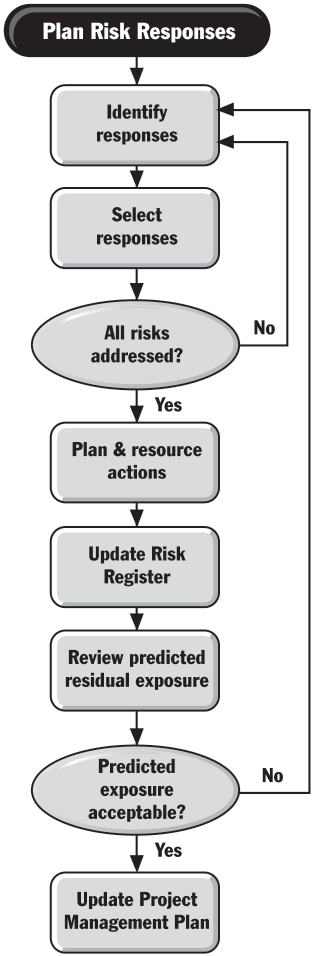 Plan Risk Responses
Identify
responses
Select
responses
All risks
addressed?
No
Yes
Plan & resource
actions
Update Risk
Register
Review predicted
residual exposure
Predicted
exposure
acceptable?
No
Yes
Update Project
Management Plan